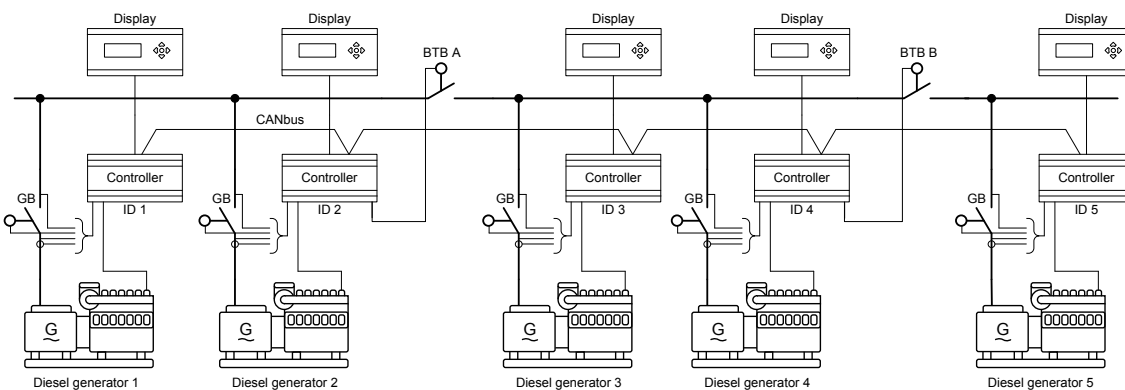 Display Display Display Display Display
BTB A BTB B
CANbus
Controller Controller Controller Controller Controller
GB GB GB GB GB
ID 1 ID 2 ID 3 ID 4 ID 5
G G G G G
Diesel generator 1 Diesel generator 2 Diesel generator 3 Diesel generator 4 Diesel generator 5